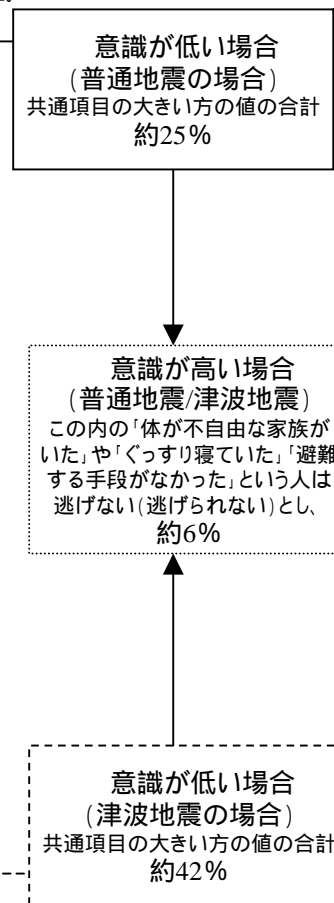 意識が低い場合
(普通地震の場合)
共通項目の大きい方の値の合計
約25%
意識が高い場合
(普通地震/津波地震)
この内の「体が不自由な家族が
いた」や「ぐっすり寝ていた」「避難
する手段がなかった」という人は
逃げない(逃げられない)とし、
約6%
意識が低い場合
(津波地震の場合)
共通項目の大きい方の値の合計
約42%